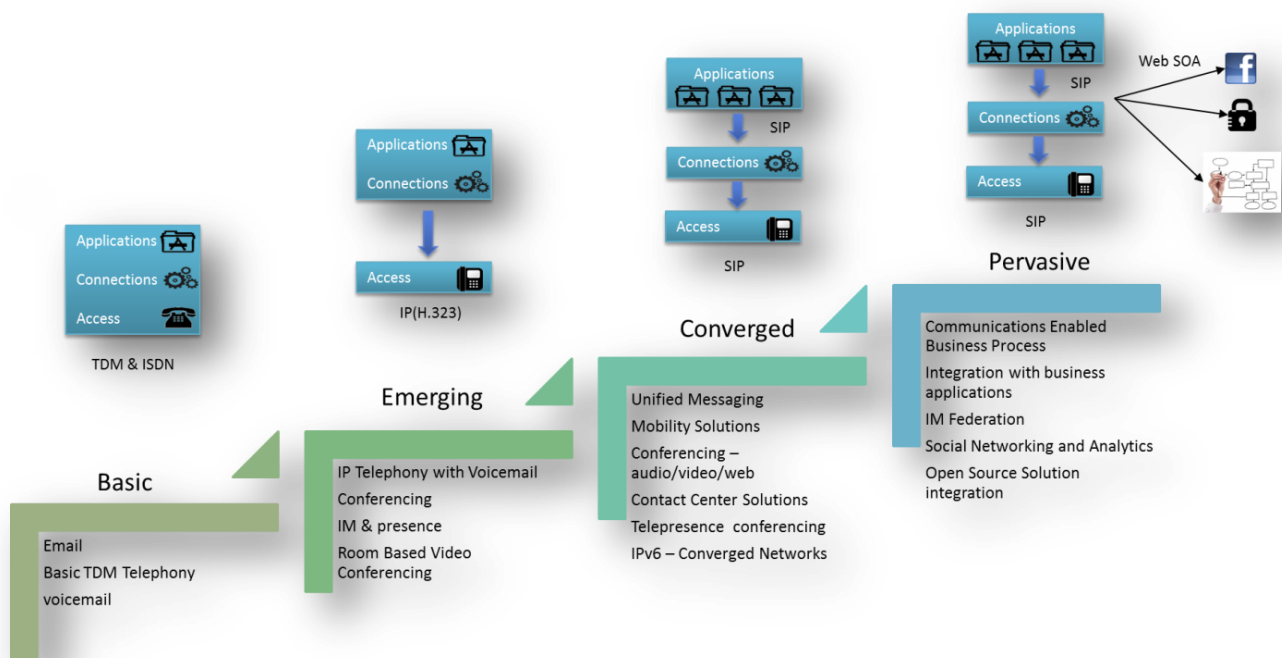 Applications
Connections
Access
TDM & ISDN
Basic
Email
Basic TDM Telephony
voicemail
Applications
Connections
Access
IP(H.323)
Emerging
IP Telephony with Voicemail
Conferencing
IM & presence
Room Based Video
Conferencing
Applications
SIP
Connections
Access
SIP
Converged
Unified Messaging
Mobility Solutions
Conferencing –
audio/video/web
Contact Center Solutions
Telepresence conferencing
IPv6 – Converged Networks
Applications
SIP
Web SOA
f
Connections
Access
SIP
Pervasive
Communications Enabled
Business Process
Integration with business
applications
IM Federation
Social Networking and Analytics
Open Source Solution
integration